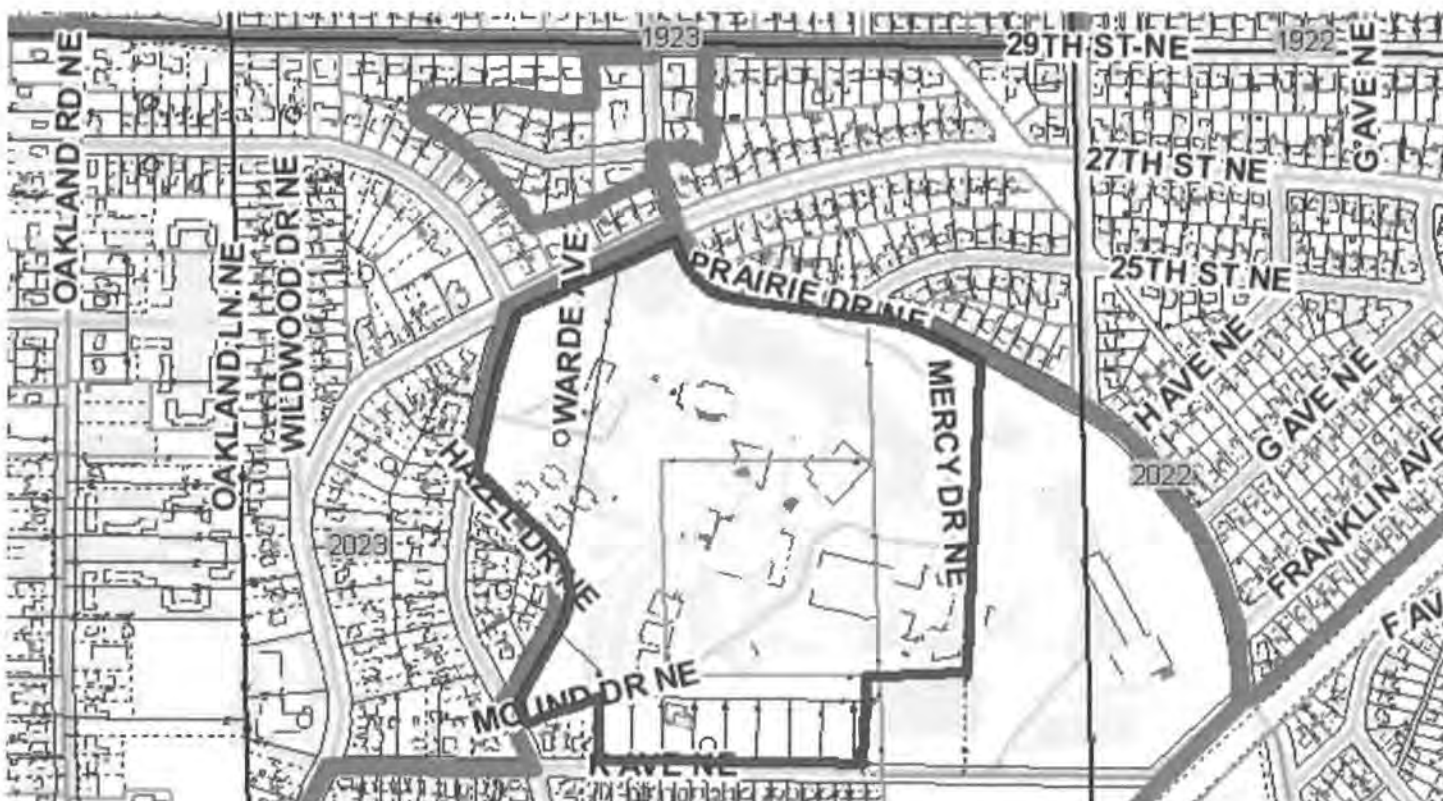 1923
29TH ST NE
1922
OAKLAND RD NE
G AVE NE
27TH ST NE
WILDWOOD DR NE
OAKLAND LN NE
PRAIRIE DR NE
25TH ST NE
OWARDE AVE
MERCY DR NE
H AVE NE
G AVE NE
2022
FRANKLIN AVE
HAZEL DR NE
2023
F AV
MOUND DR NE
K AVE NE